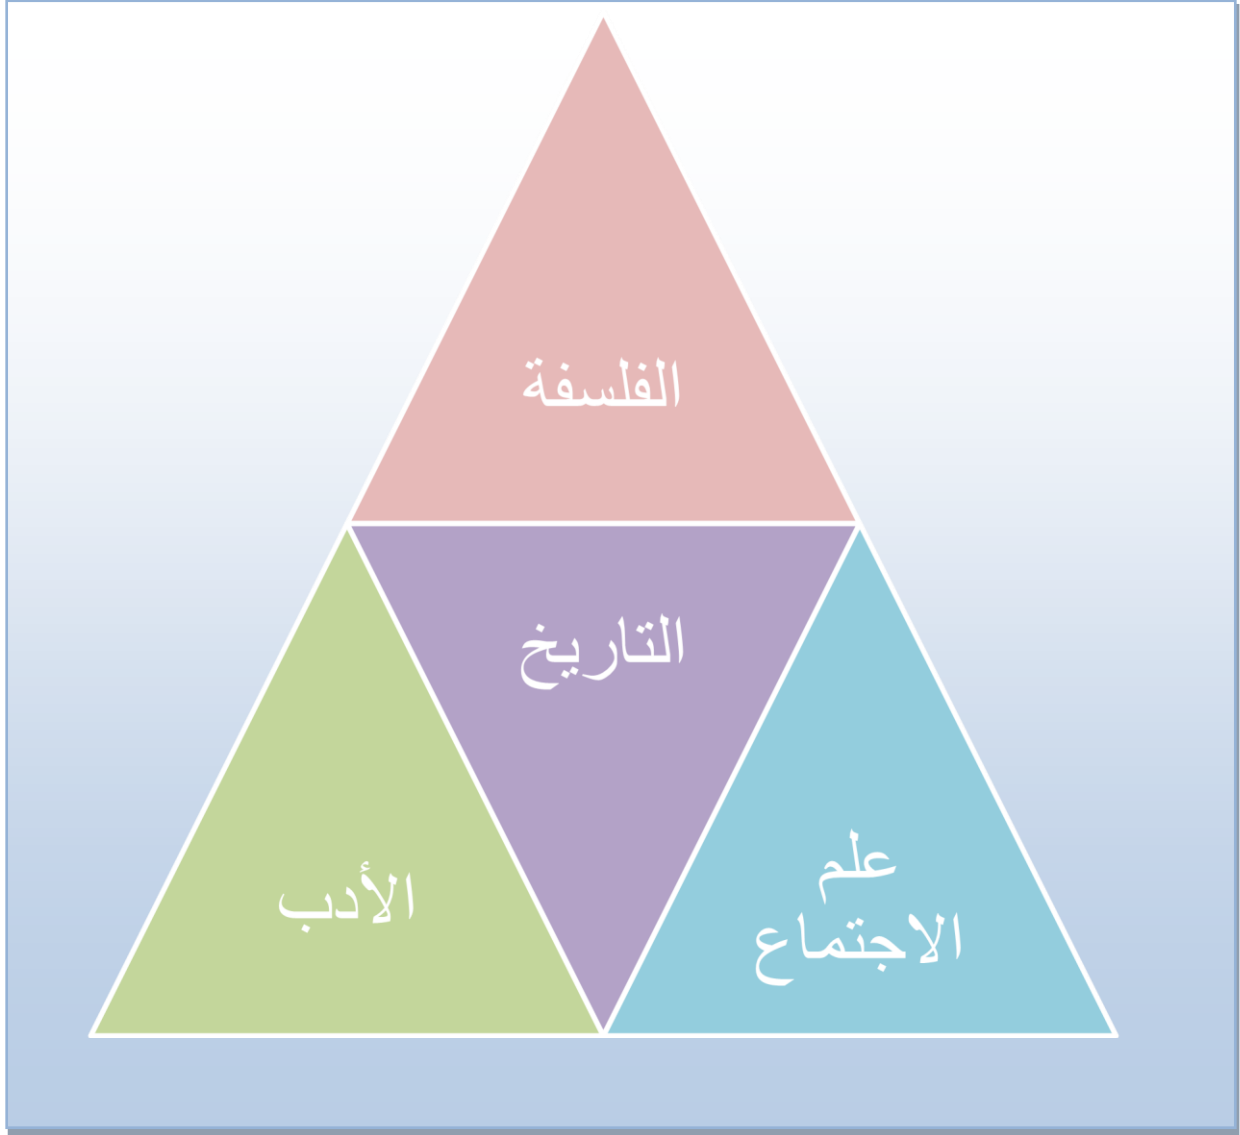 الفلسفة
التاريخ
علم
الاجتماع
الأدب